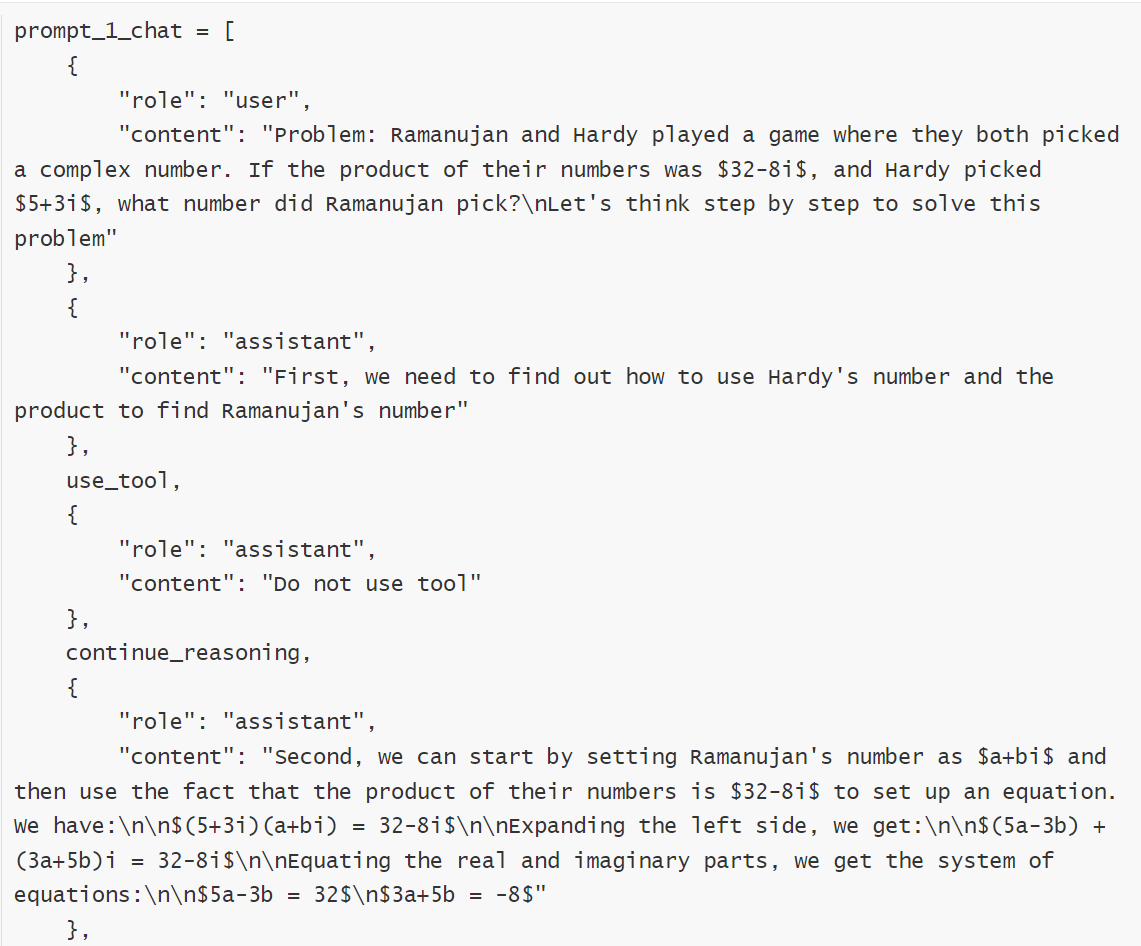 prompt_1_chat = [
    {
        "role": "user",
        "content": "Problem: Ramanujan and Hardy played a game where they both picked
a complex number. If the product of their numbers was $32-8i$, and Hardy picked
$5+3i$, what number did Ramanujan pick?\nLet's think step by step to solve this
problem"
    },
    {
        "role": "assistant",
        "content": "First, we need to find out how to use Hardy's number and the
product to find Ramanujan's number"
    },
    use_tool,
    {
        "role": "assistant",
        "content": "Do not use tool"
    },
    continue_reasoning,
    {
        "role": "assistant",
        "content": "Second, we can start by setting Ramanujan's number as $a+bi$ and
then use the fact that the product of their numbers is $32-8i$ to set up an equation.
We have:\n\n$(5+3i)(a+bi) = 32-8i$\n\nExpanding the left side, we get:\n\n$(5a-3b) +
(3a+5b)i = 32-8i$\n\nEquating the real and imaginary parts, we get the system of
equations:\n\n$5a-3b = 32$\n$3a+5b = -8$"
    },